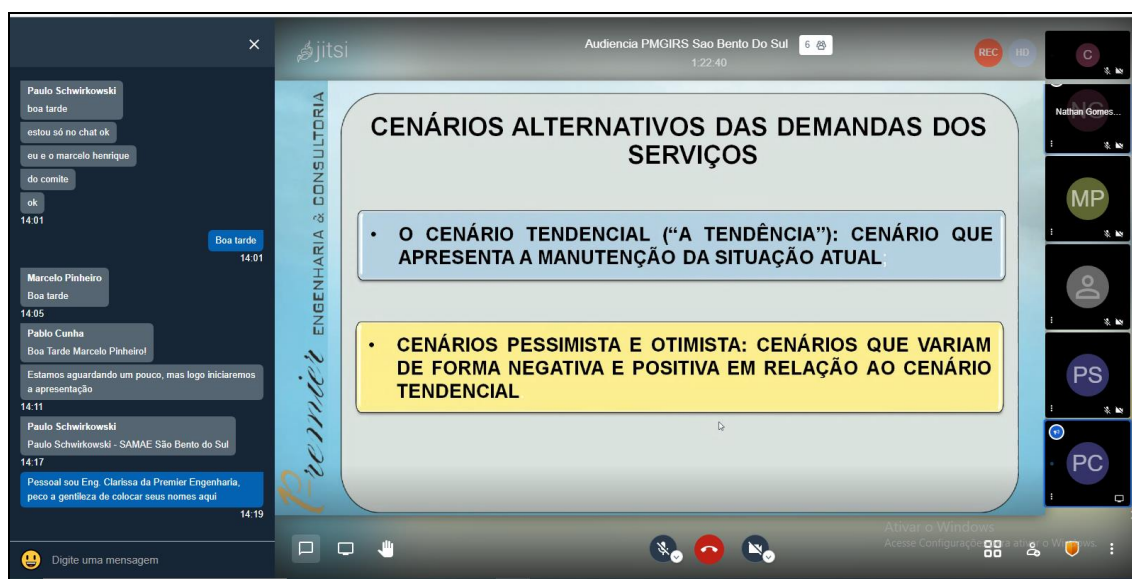 Paulo Schwirkowski
boa tarde
estou só no chat ok
eu e o marcelo henrique
do comite
ok
14:01
Boa tarde
14:01
Marcelo Pinheiro
Boa tarde
14:05
Pablo Cunha
Boa Tarde Marcelo Pinheiro!
Estamos aguardando um pouco, mas logo iniciaremos
a apresentação
14:11
Paulo Schwirkowski
Paulo Schwirkowski - SAMAE São Bento do Sul
14:17
Pessoal sou Eng. Clarissa da Premier Engenharia,
peco a gentileza de colocar seus nomes aqui
14:19
Digite uma mensagem
jitsi
Audiencia PMGIRS Sao Bento Do Sul 6
1:22:40
REC HD
Premier ENGENHARIA & CONSULTORIA
CENÁRIOS ALTERNATIVOS DAS DEMANDAS DOS
SERVIÇOS
• O CENÁRIO TENDENCIAL (“A TENDÊNCIA”): CENÁRIO QUE
APRESENTA A MANUTENÇÃO DA SITUAÇÃO ATUAL;
• CENÁRIOS PESSIMISTA E OTIMISTA: CENÁRIOS QUE VARIAM
DE FORMA NEGATIVA E POSITIVA EM RELAÇÃO AO CENÁRIO
TENDENCIAL
C
NG
Nathan Gomes...
MP
PS
PC
Ativar o Windows
Acesse Configurações